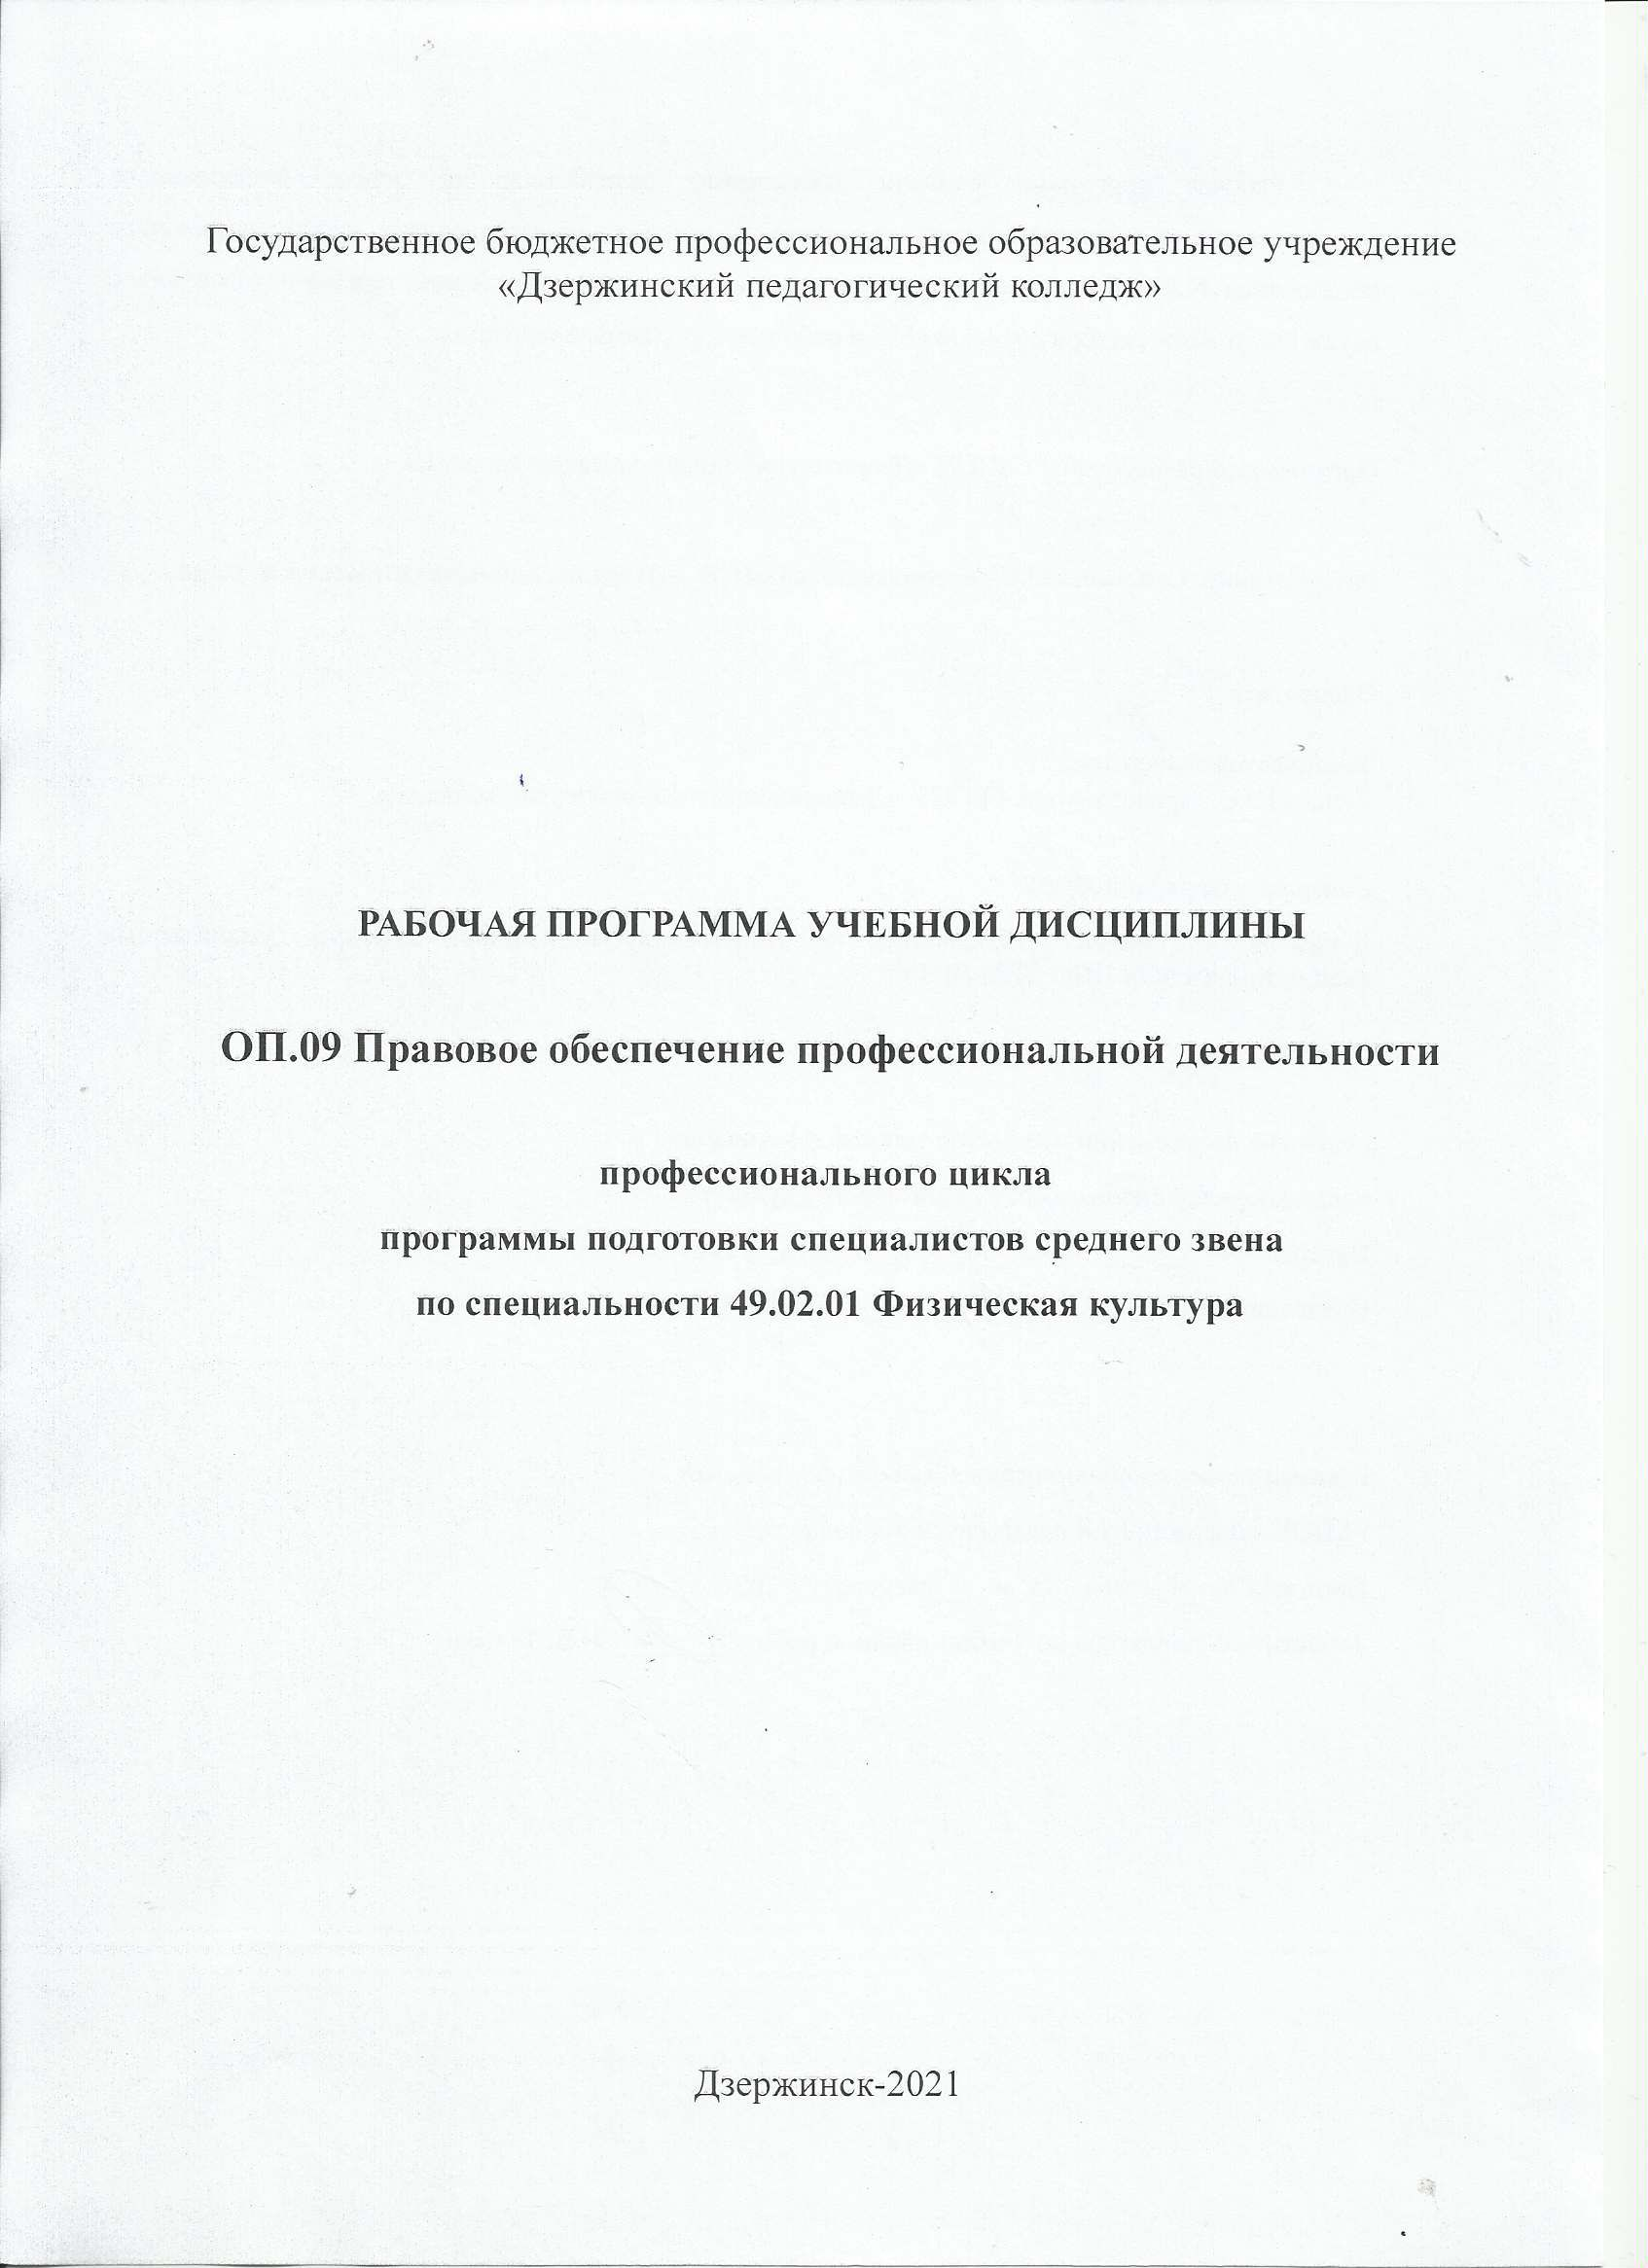 Государственное бюджетное профессиональное образовательное учреждение
«Дзержинский педагогический колледж»
РАБОЧАЯ ПРОГРАММА УЧЕБНОЙ ДИСЦИПЛИНЫ
ОП.09 Правовое обеспечение профессиональной деятельности
профессионального цикла
программы подготовки специалистов среднего звена
по специальности 49.02.01 Физическая культура
Дзержинск-2021